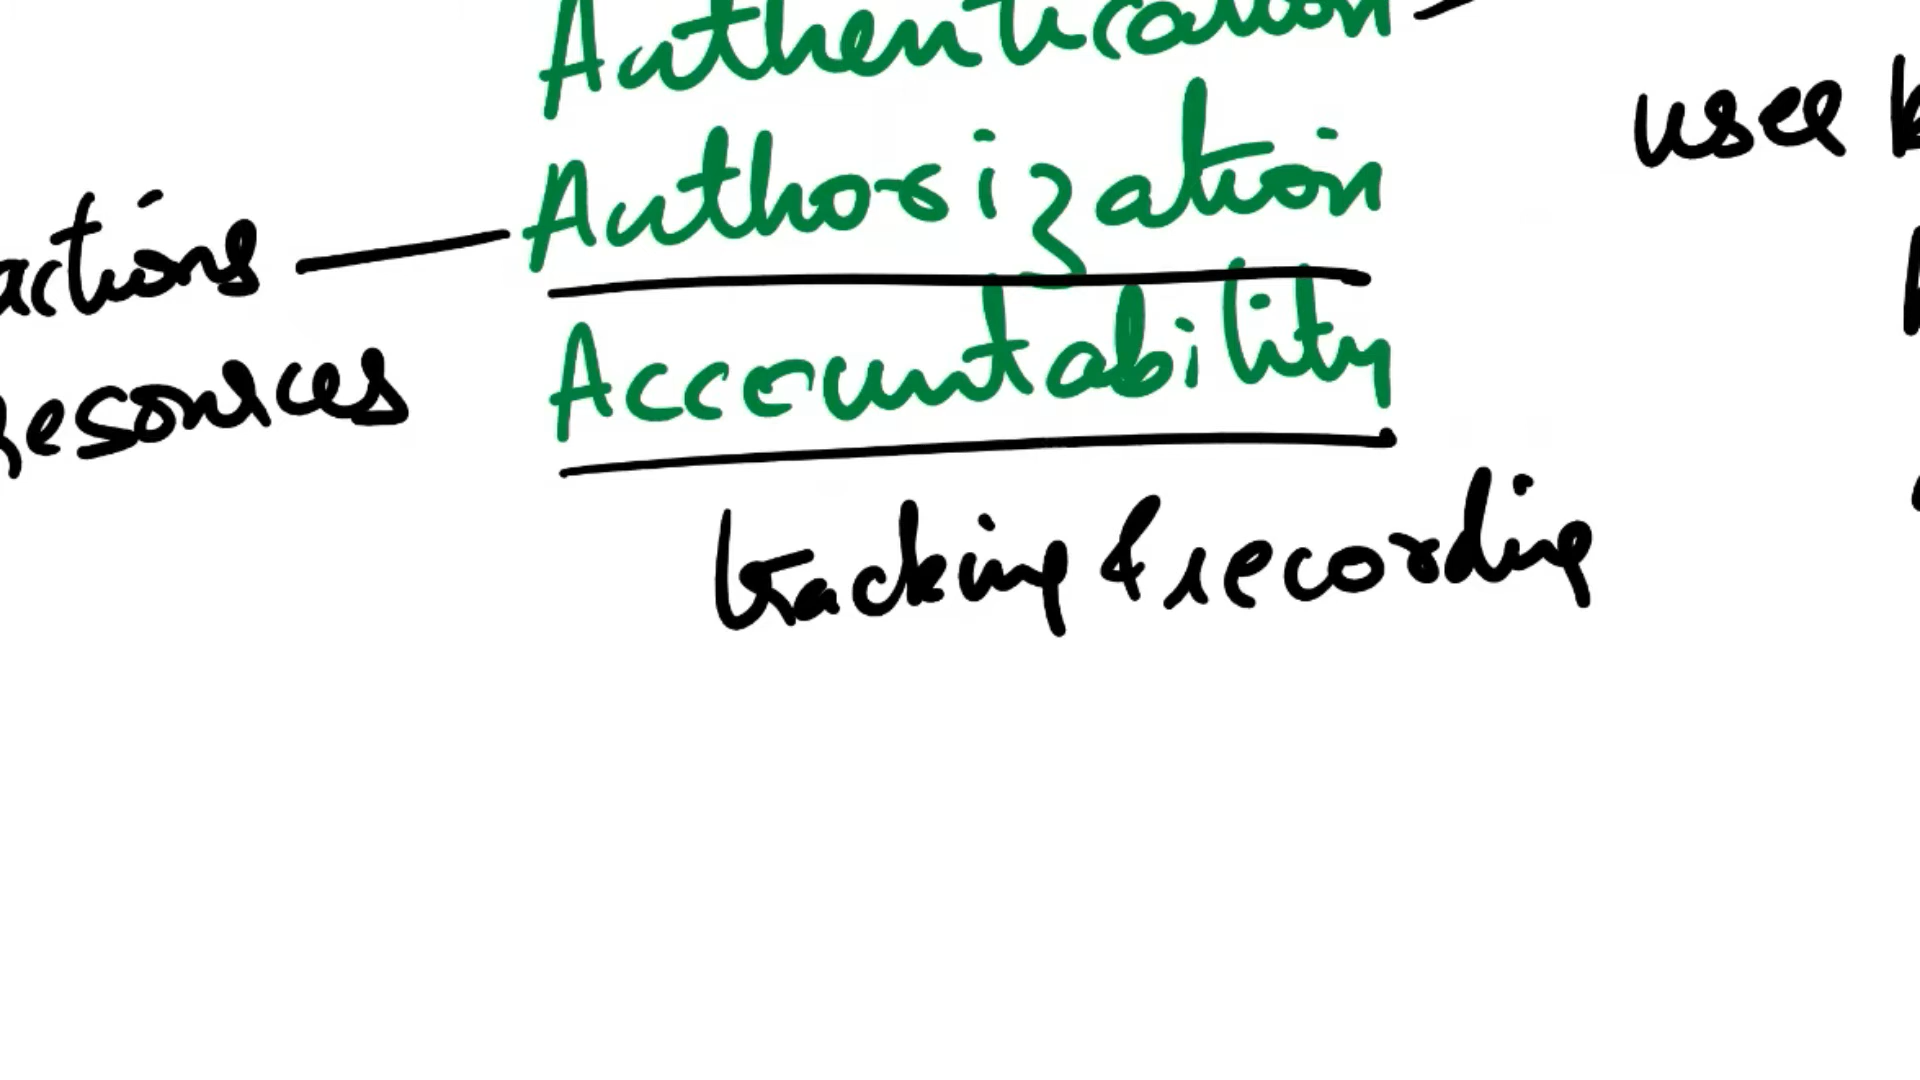 Authentication
Authorization
user
actions
Accountability
resources
tracking & recording